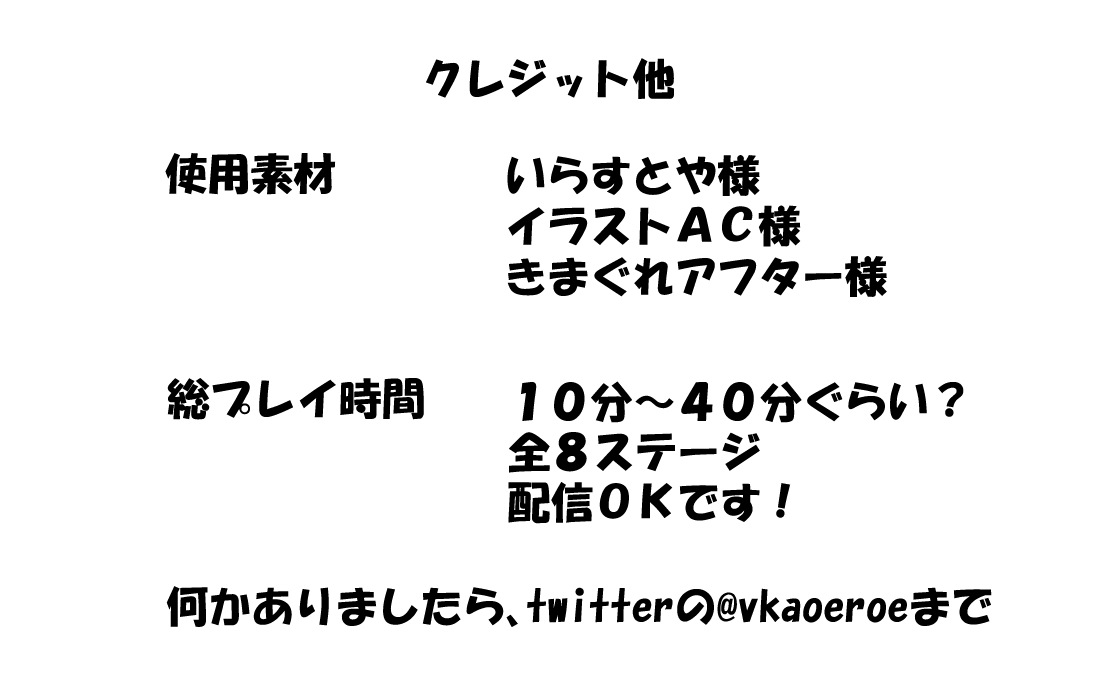 クレジット他
使用素材 いらすとや様
イラストＡＣ様
きまぐれアフター様
総プレイ時間 １０分～４０分ぐらい？
全８ステージ
配信ＯＫです！
何かありましたら、twitterの@vkaoeroeまで